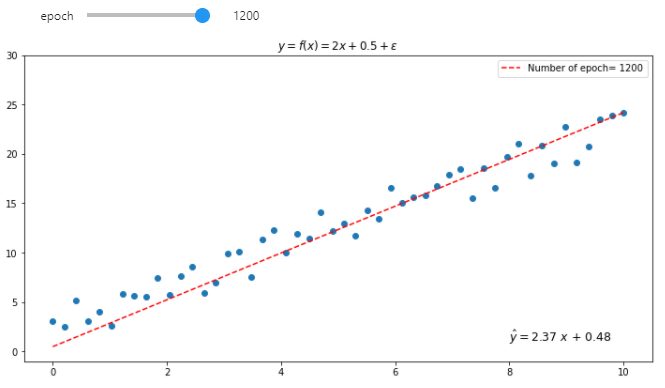 epoch 1200
y = f(x) = 2x + 0.5 + ε
30
25
20
15
10
5
0
Number of epoch= 1200
ŷ = 2.37 x + 0.48
0 2 4 6 8 10